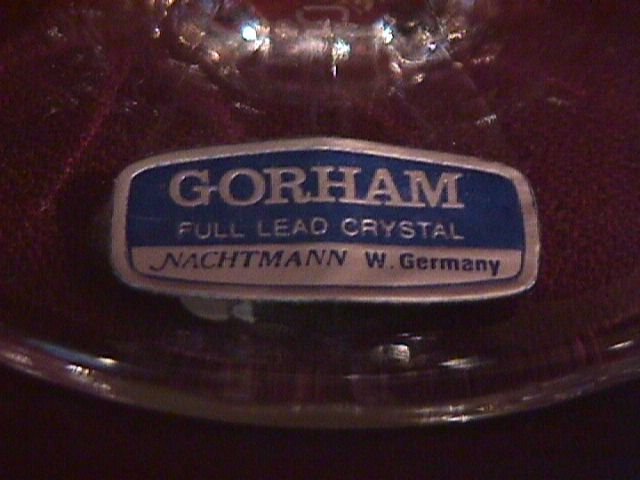 GORHAM
FULL LEAD CRYSTAL
NACHTMANN W. Germany